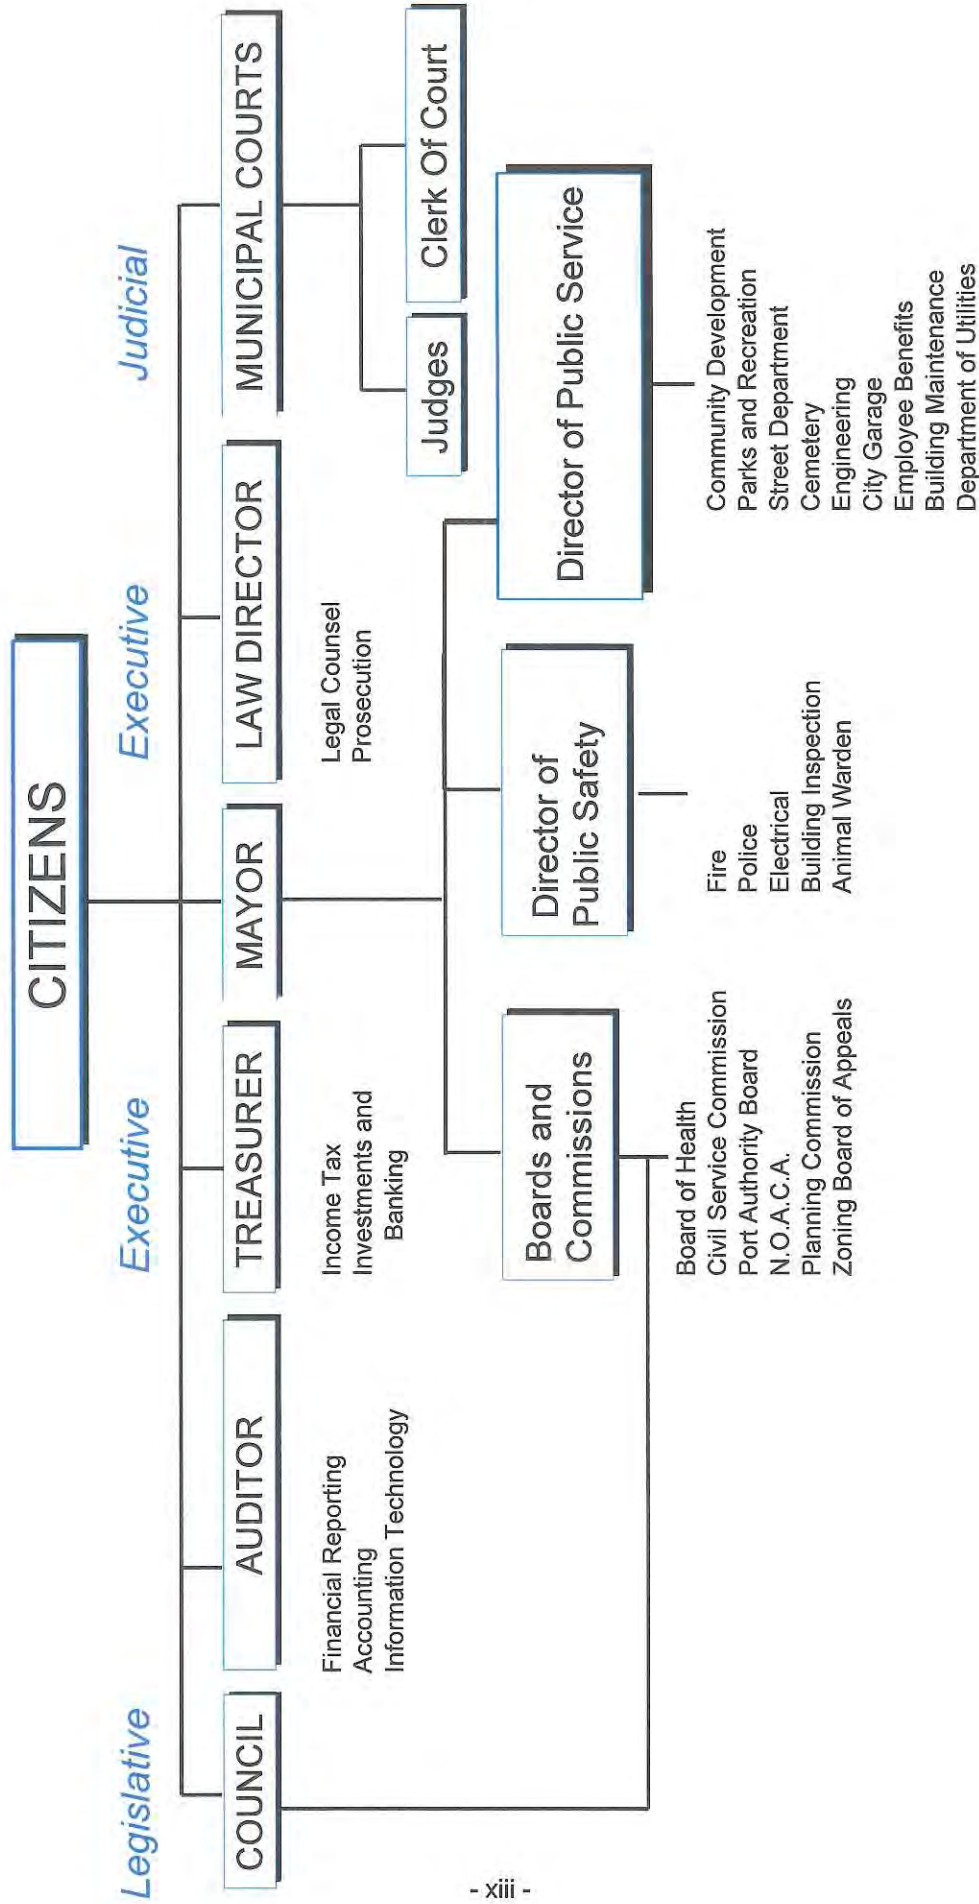 CITIZENS
Legislative
Executive
Executive
Judicial
COUNCIL
AUDITOR
TREASURER
MAYOR
LAW DIRECTOR
MUNICIPAL COURTS
Financial Reporting
Accounting
Information Technology
Income Tax
Investments and
Banking
Legal Counsel
Prosecution
Judges
Clerk Of Court
Boards and
Commissions
Director of
Public Safety
Director of Public Service
Board of Health
Civil Service Commission
Port Authority Board
N.O.A.C.A.
Planning Commission
Zoning Board of Appeals
Fire
Police
Electrical
Building Inspection
Animal Warden
Community Development
Parks and Recreation
Street Department
Cemetery
Engineering
City Garage
Employee Benefits
Building Maintenance
Department of Utilities
- xiii -